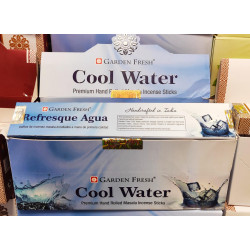 GARDEN FRESH
Cool Water
Premium Hand Rolled Masala Incense Sticks
GARDEN FRESH
Handcrafted in India
Refresque Agua
GARDEN FRESH
Cool Water
Premium Hand Rolled Masala Incense Sticks